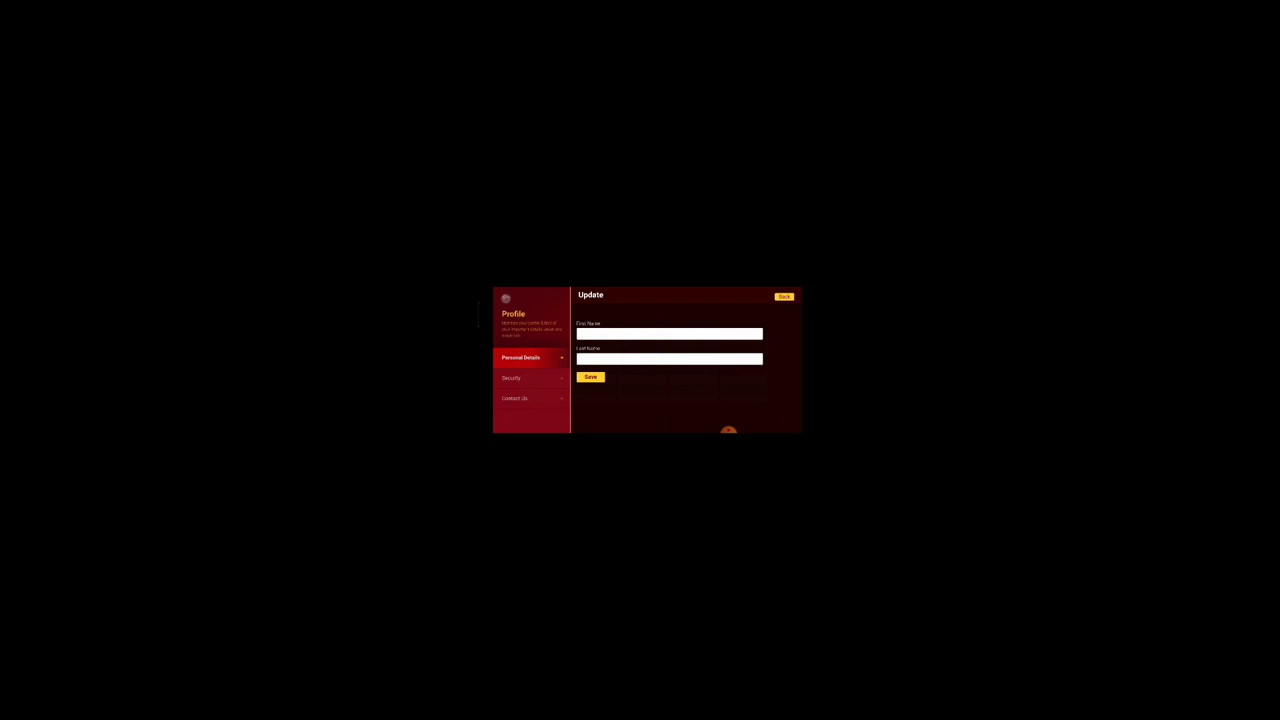 Profile
Personal Details
Security
Contact Us
Update
Back
First Name
Last Name
Save